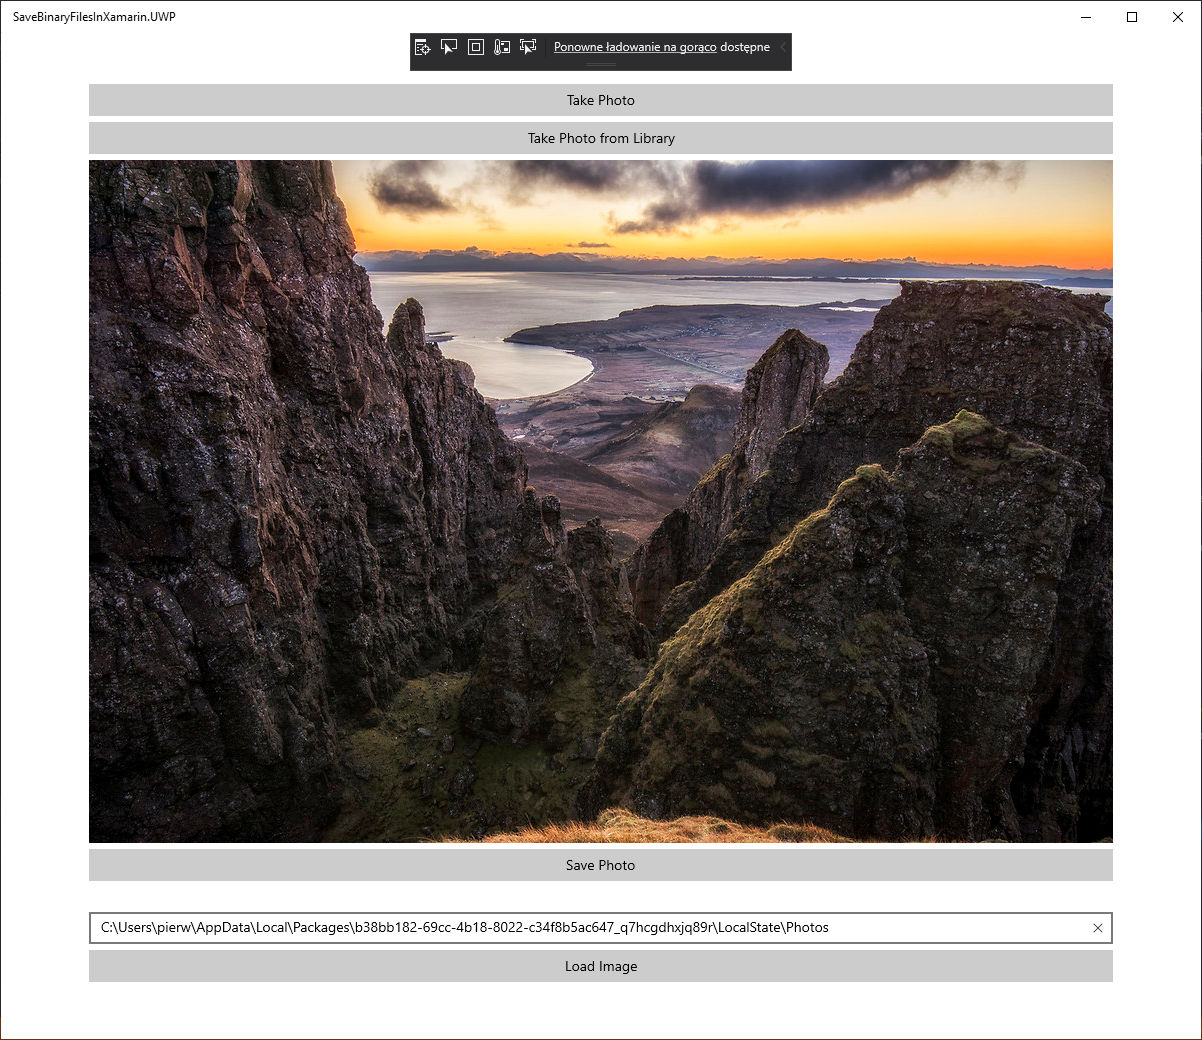 SaveBinaryFilesInXamarin.UWP
Ponowne ładowanie na gorąco dostępne
Take Photo
Take Photo from Library
Save Photo
C:\Users\pierw\AppData\Local\Packages\b38bb182-69cc-4b18-8022-c34f8b5ac647_q7hcgdhxjq89r\LocalState\Photos
Load Image